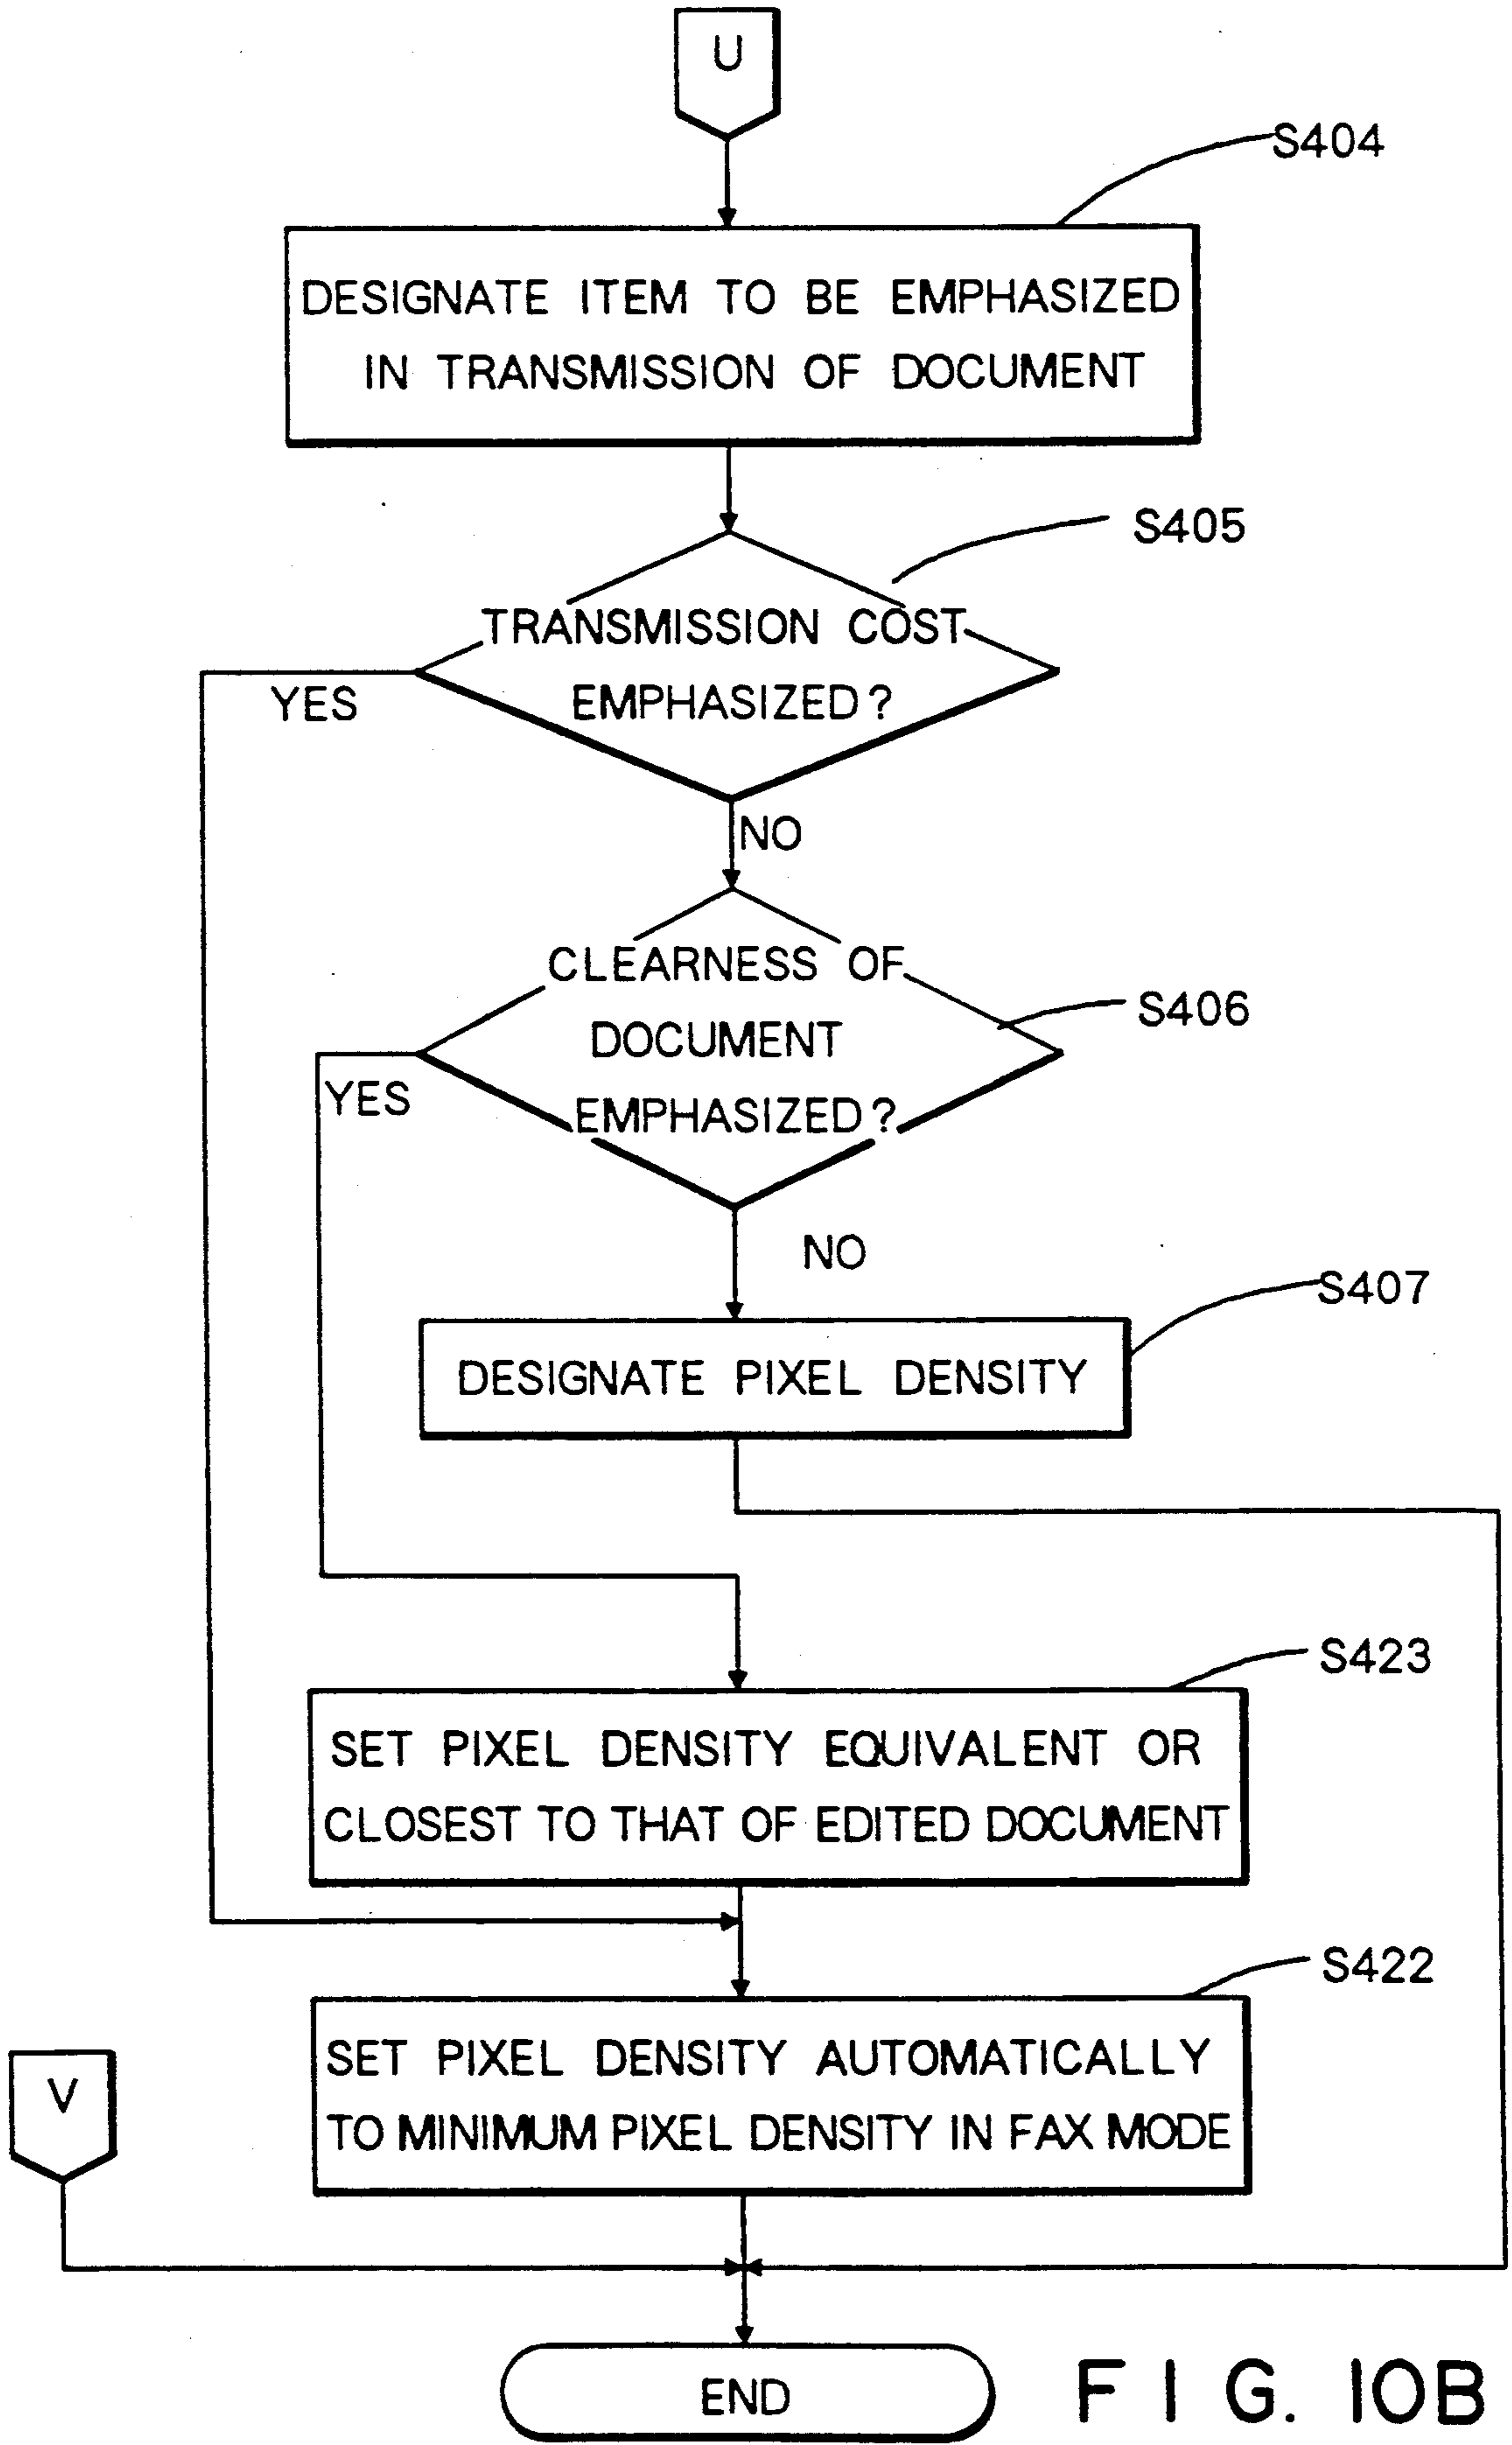 U
S404
DESIGNATE ITEM TO BE EMPHASIZED
IN TRANSMISSION OF DOCUMENT
S405
TRANSMISSION COST
EMPHASIZED?
YES
NO
CLEARNESS OF
S406
DOCUMENT
EMPHASIZED?
YES
NO
S407
DESIGNATE PIXEL DENSITY
S423
SET PIXEL DENSITY EQUIVALENT OR
CLOSEST TO THAT OF EDITED DOCUMENT
S422
SET PIXEL DENSITY AUTOMATICALLY
TO MINIMUM PIXEL DENSITY IN FAX MODE
V
END
FIG. 10B